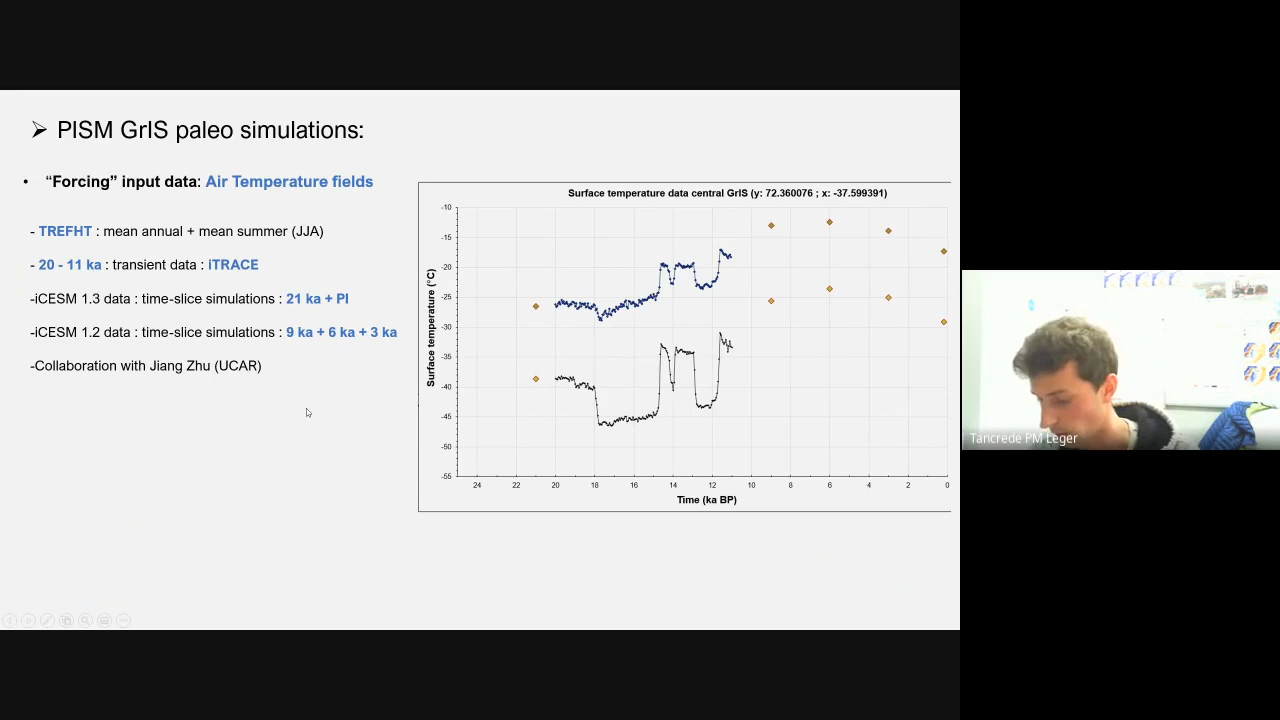 ➢ PISM GrIS paleo simulations:
• “Forcing” input data: Air Temperature fields
- TREFHT : mean annual + mean summer (JJA)
- 20 - 11 ka : transient data : iTRACE
-iCESM 1.3 data : time-slice simulations : 21 ka + PI
-iCESM 1.2 data : time-slice simulations : 9 ka + 6 ka + 3 ka
-Collaboration with Jiang Zhu (UCAR)
Surface temperature data central GrIS (y: 72.360076 ; x: -37.599391)
Surface temperature (°C)
-10
-15
-20
-25
-30
-35
-40
-45
-50
-55
24 22 20 18 16 14 12 10 8 6 4 2 0
Time (ka BP)
Tancrede PM Leger